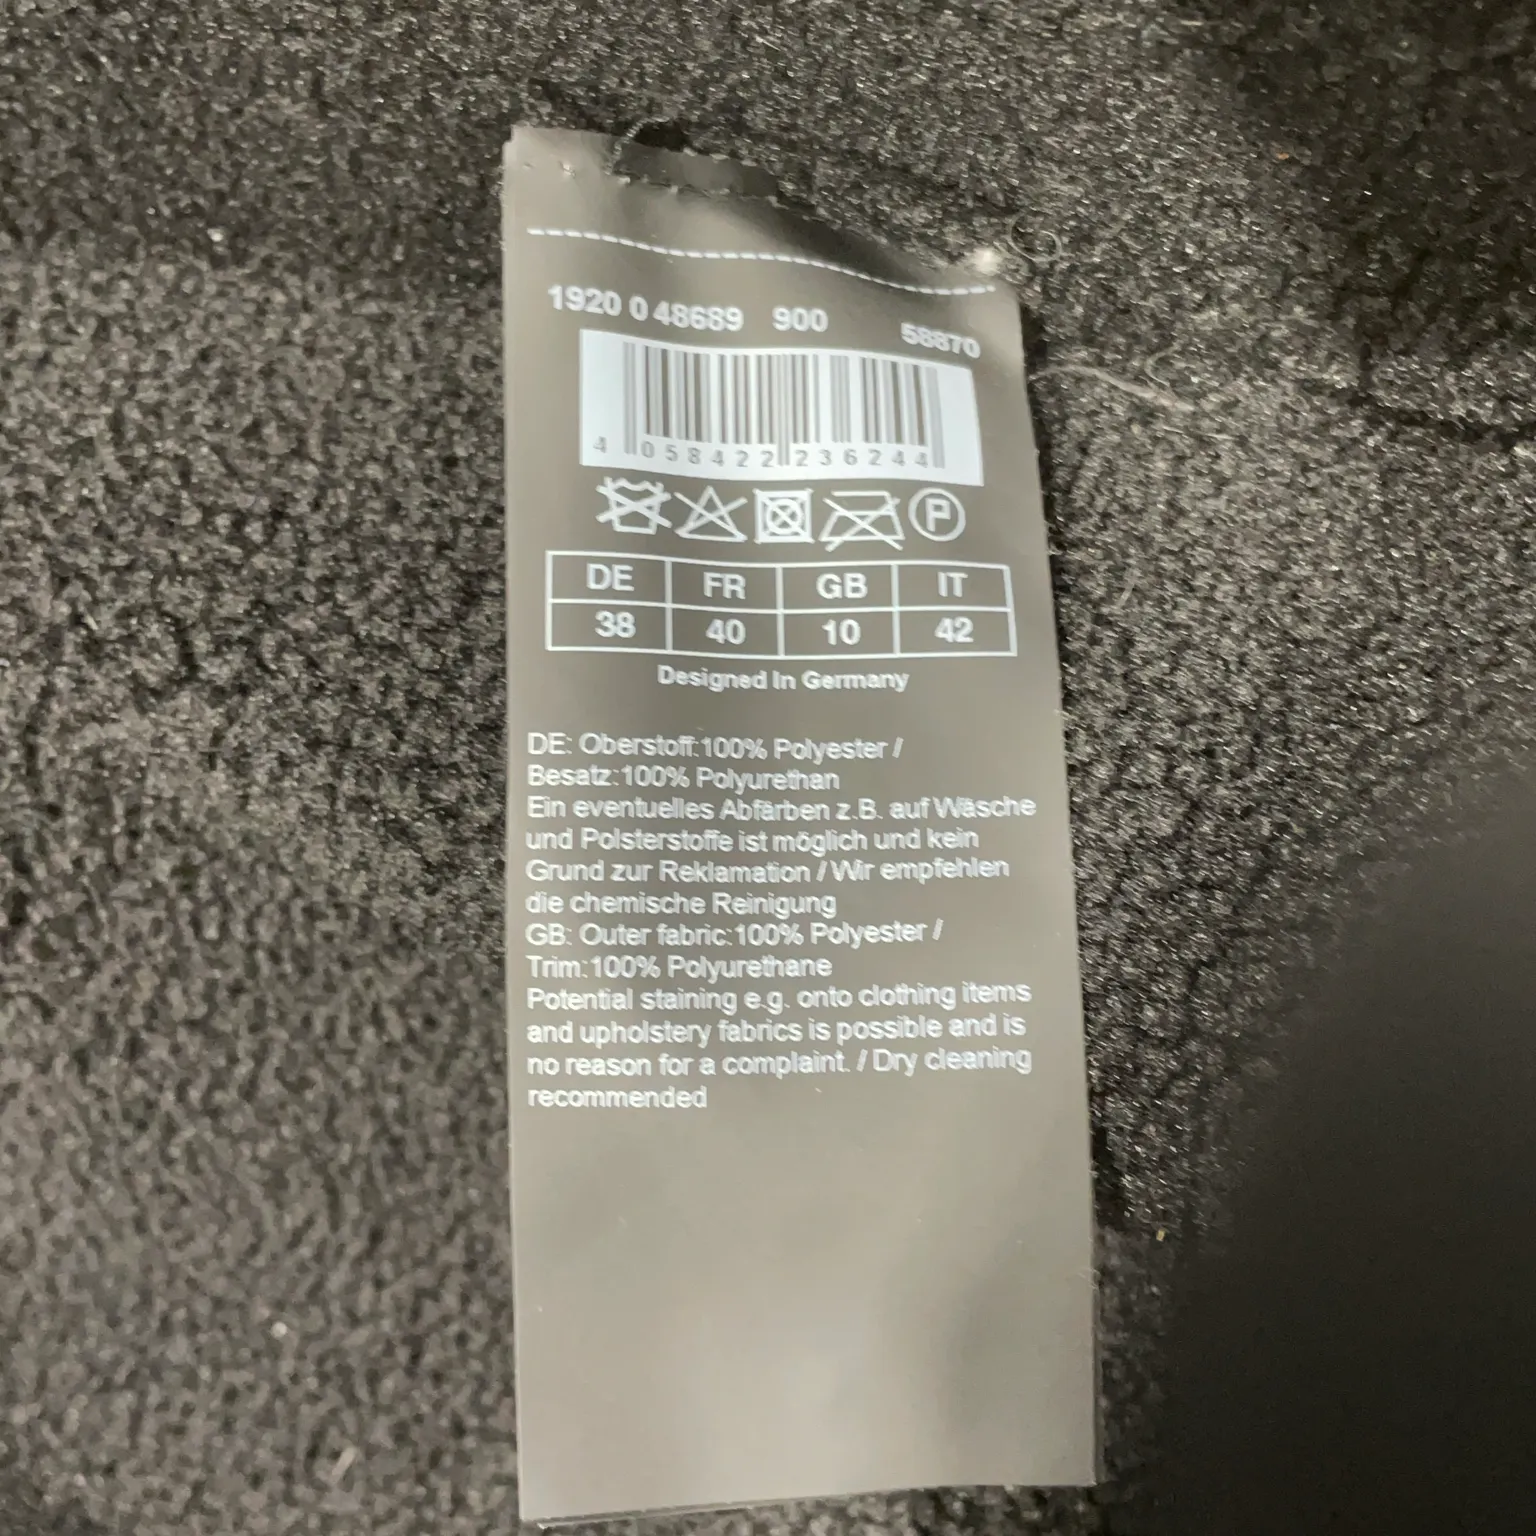 1920 0 48689 900 58870
4 058422 236244
P
DE FR GB IT
38 40 10 42
Designed In Germany
DE: Oberstoff:100% Polyester /
Besatz:100% Polyurethan
Ein eventuelles Abfärben z.B. auf Wäsche
und Polsterstoffe ist möglich und kein
Grund zur Reklamation / Wir empfehlen
die chemische Reinigung
GB: Outer fabric:100% Polyester /
Trim:100% Polyurethane
Potential staining e.g. onto clothing items
and upholstery fabrics is possible and is
no reason for a complaint. / Dry cleaning
recommended